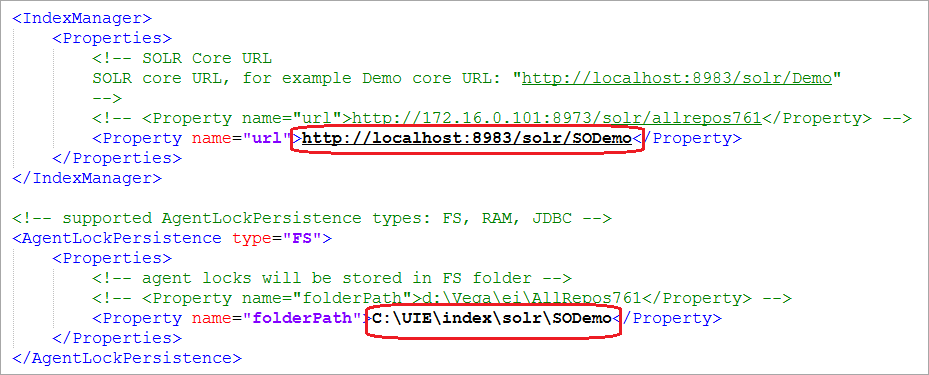 <IndexManager>
<Properties>
<!-- SOLR Core URL
SOLR core URL, for example Demo core URL: "http://localhost:8983/solr/Demo"
-->
<!-- <Property name="url">http://172.16.0.101:8973/solr/allrepos761</Property> -->
<Property name="url">http://localhost:8983/solr/SODemo</Property>
</Properties>
</IndexManager>
<!-- supported AgentLockPersistence types: FS, RAM, JDBC -->
<AgentLockPersistence type="FS">
<Properties>
<!-- agent locks will be stored in FS folder -->
<!-- <Property name="folderPath">d:\Vega\ei\AllRepos761</Property> -->
<Property name="folderPath">C:\UIE\index\solr\SODemo</Property>
</Properties>
</AgentLockPersistence>